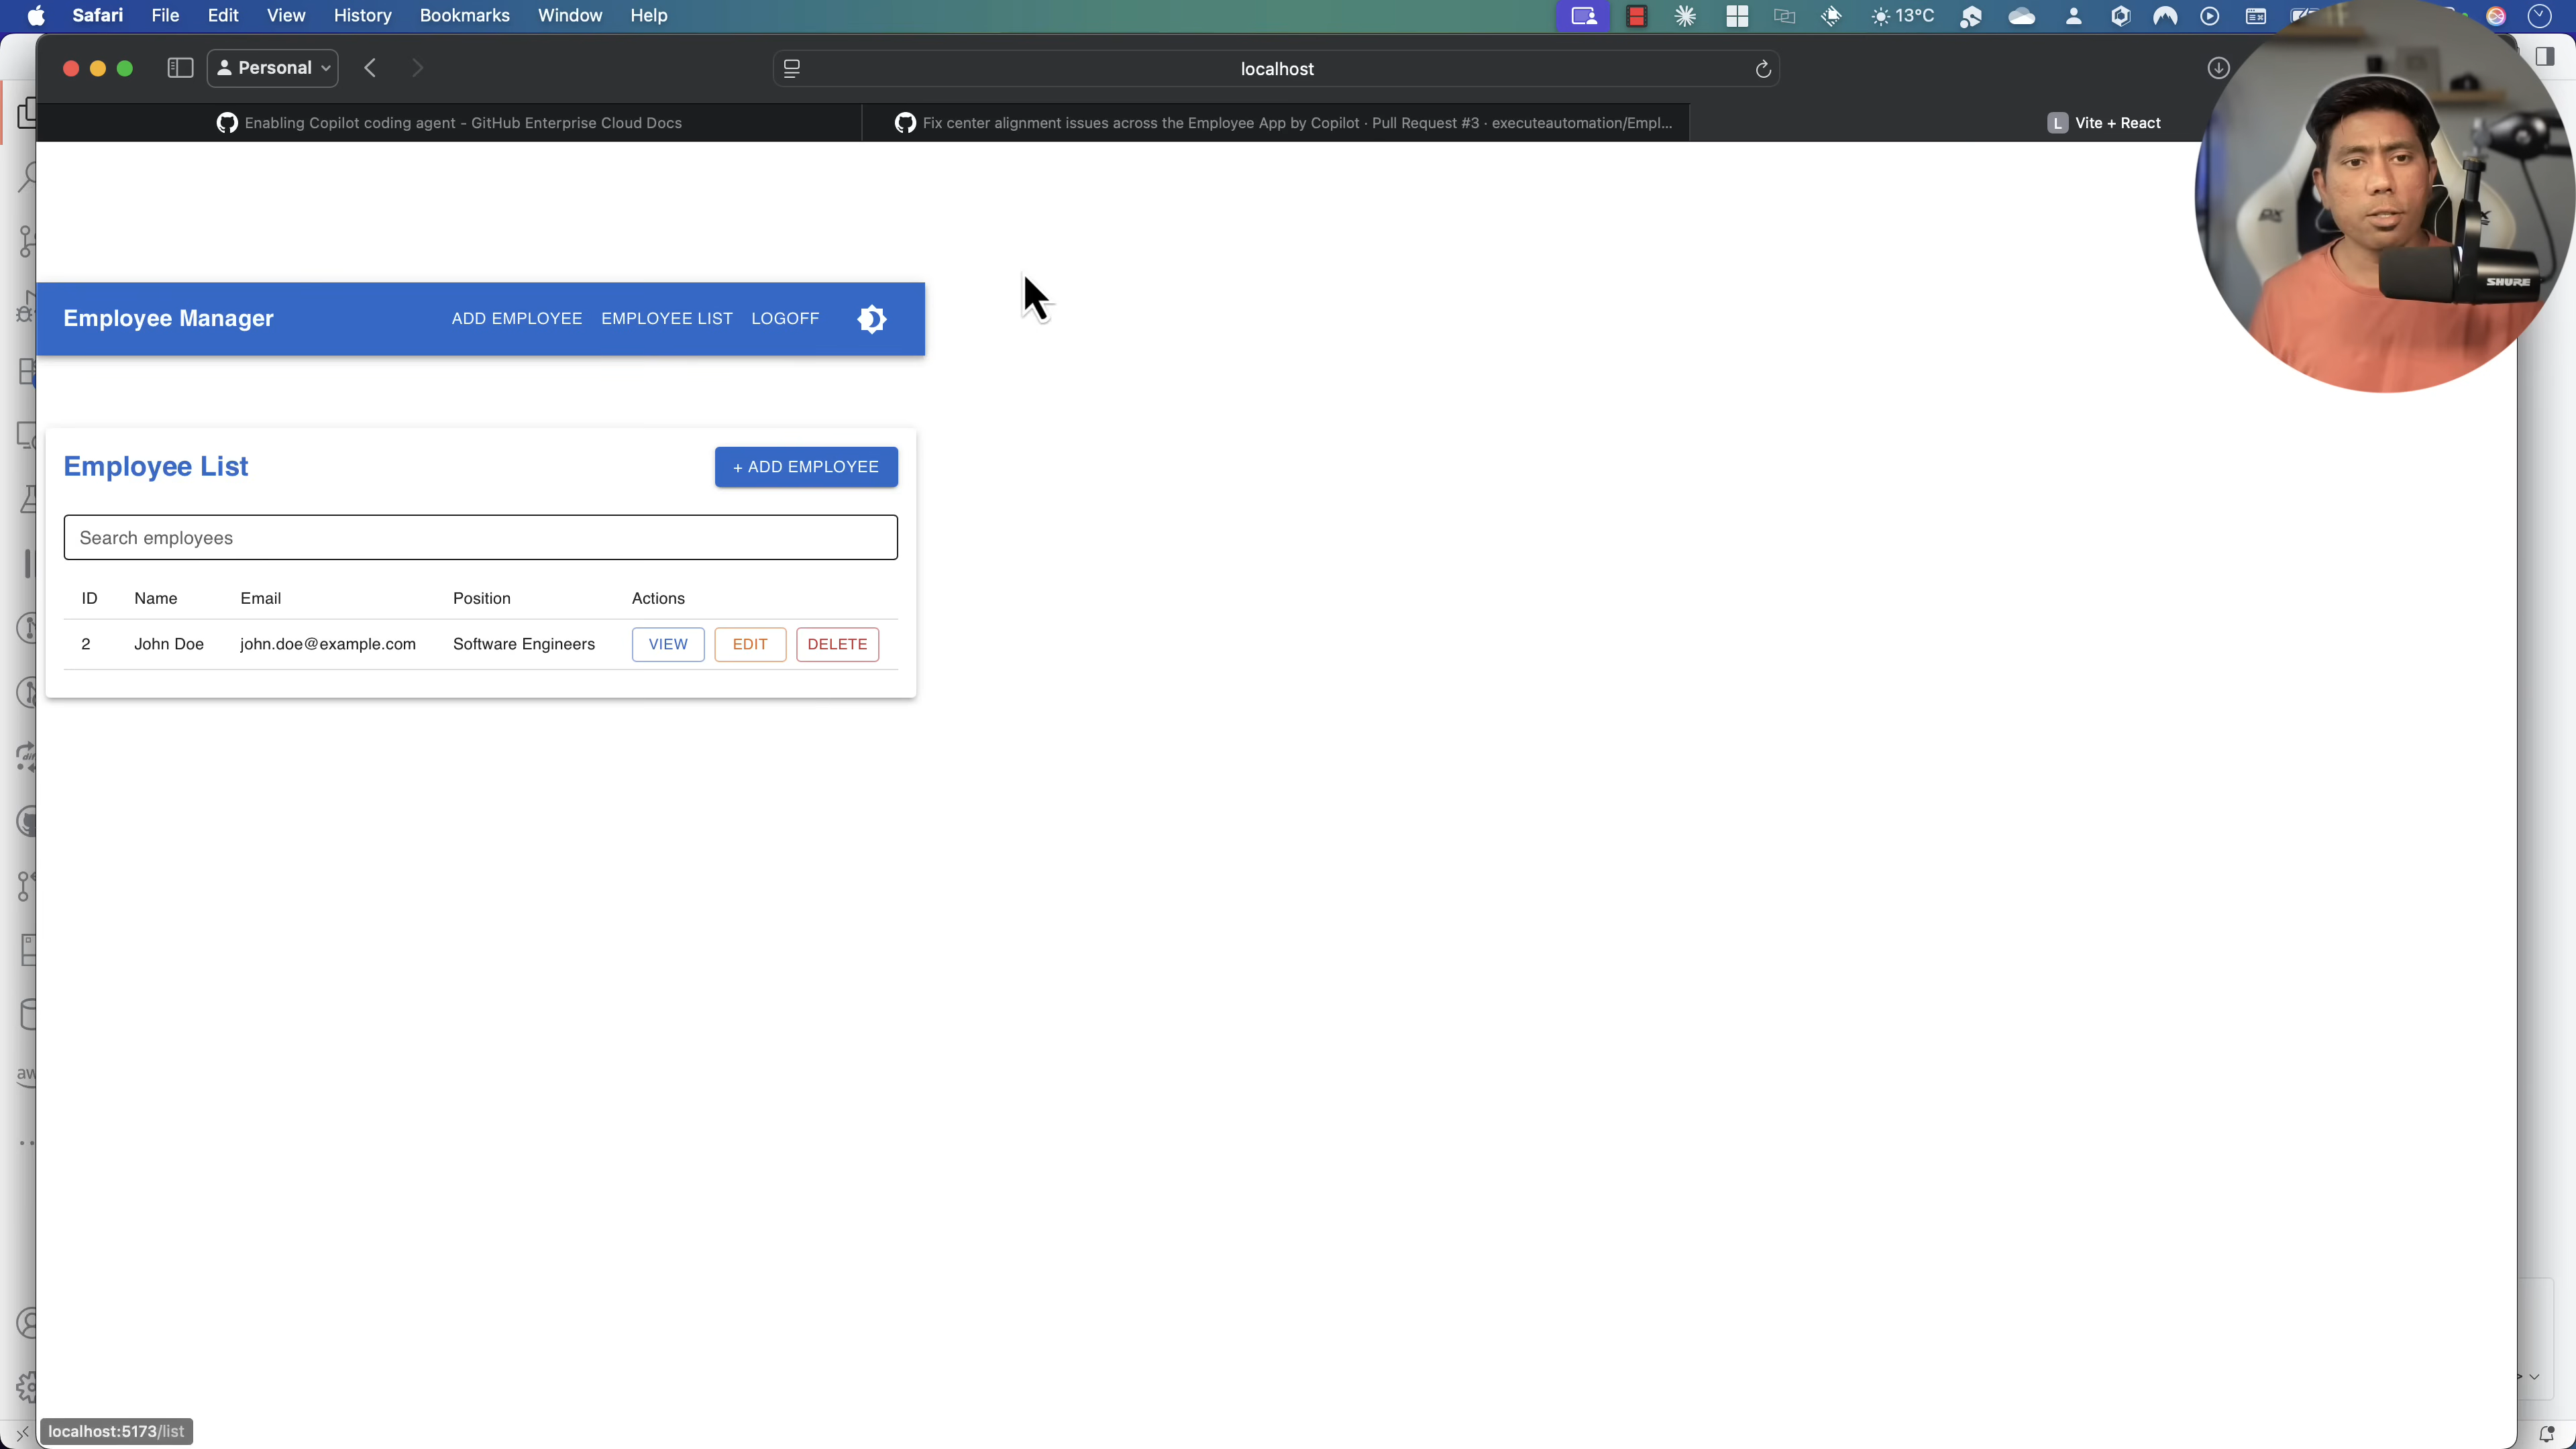 Safari File Edit View History Bookmarks Window Help 13°C
Personal localhost
Enabling Copilot coding agent - GitHub Enterprise Cloud Docs
Fix center alignment issues across the Employee App by Copilot · Pull Request #3 · executeautomation/Empl...
L Vite + React
SHURE
Employee Manager ADD EMPLOYEE EMPLOYEE LIST LOGOFF
Employee List + ADD EMPLOYEE
Search employees
ID Name Email Position Actions
2 John Doe john.doe@example.com Software Engineers VIEW EDIT DELETE
localhost:5173/list